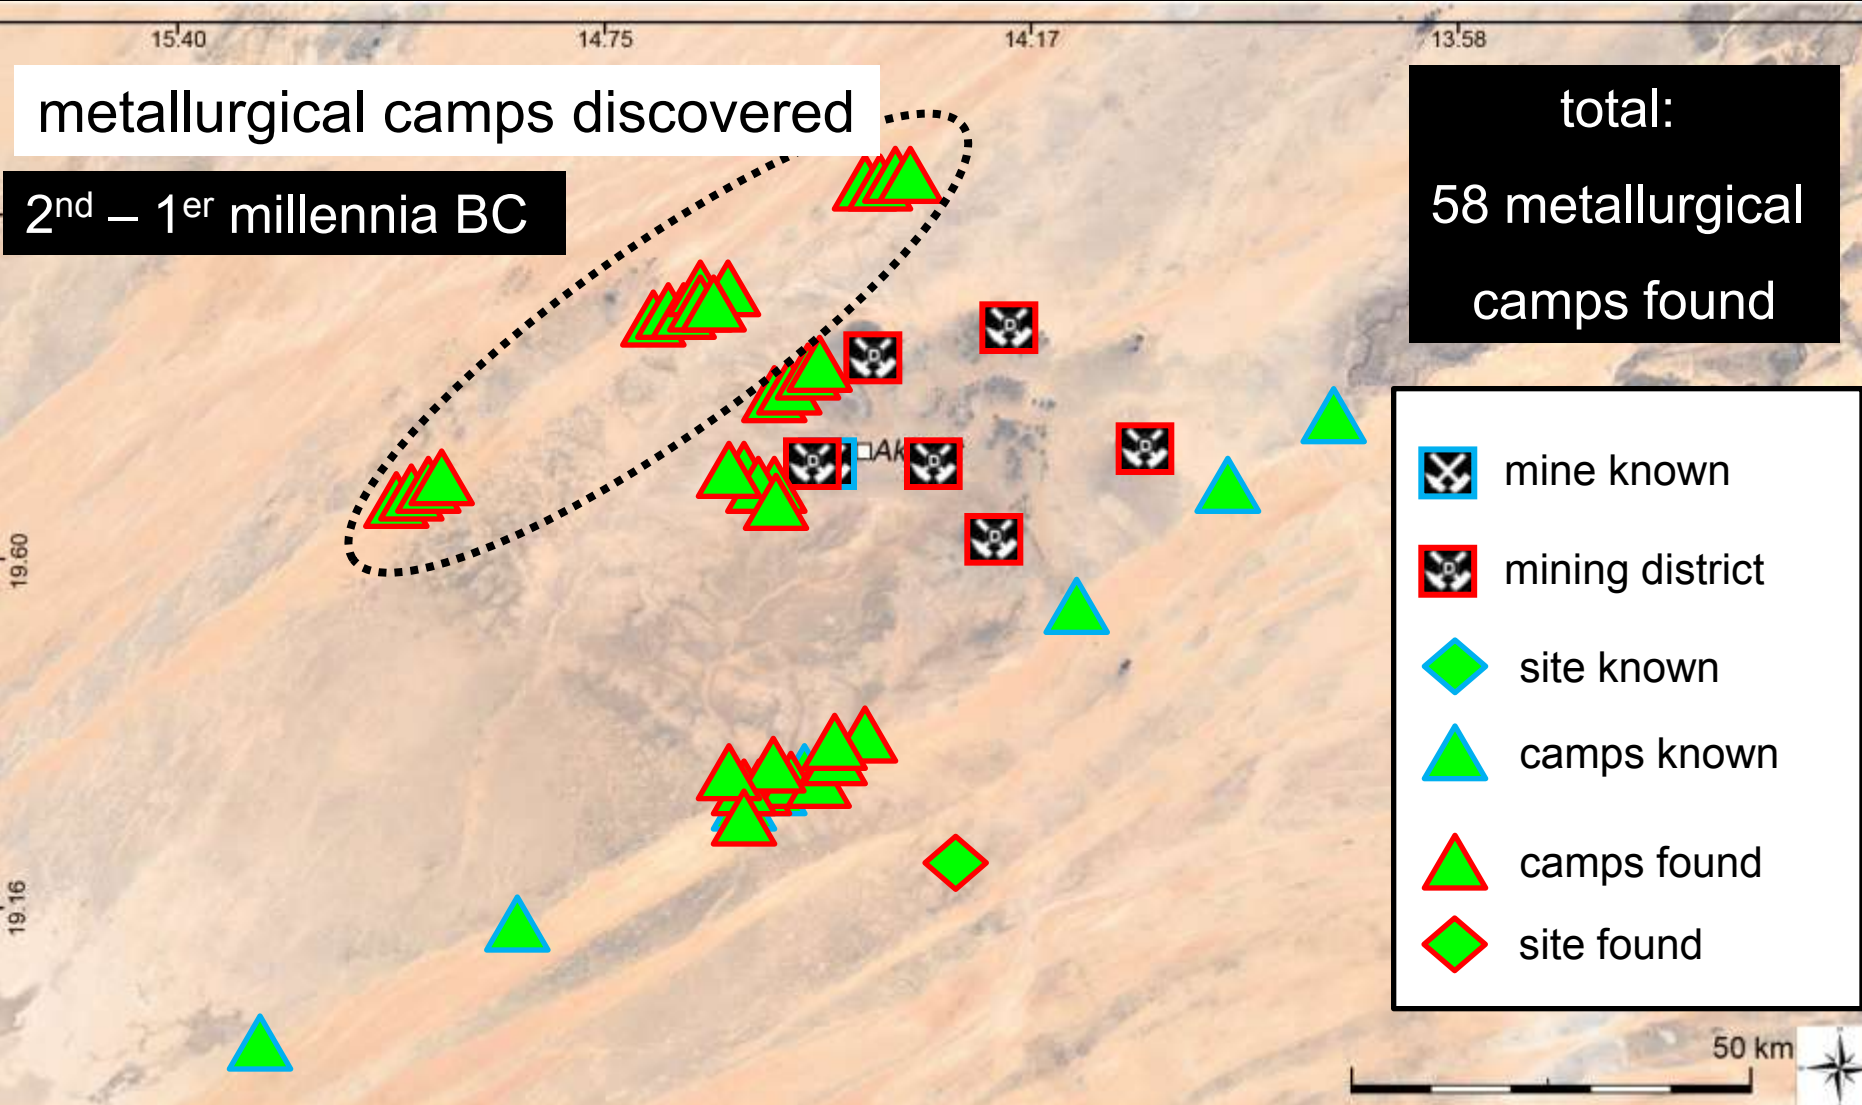 15.40 14.75 14.17 13.58
metallurgical camps discovered
2nd – 1er millennia BC
total:
58 metallurgical
camps found
mine known
mining district
site known
camps known
camps found
site found
19.60
19.16
50 km